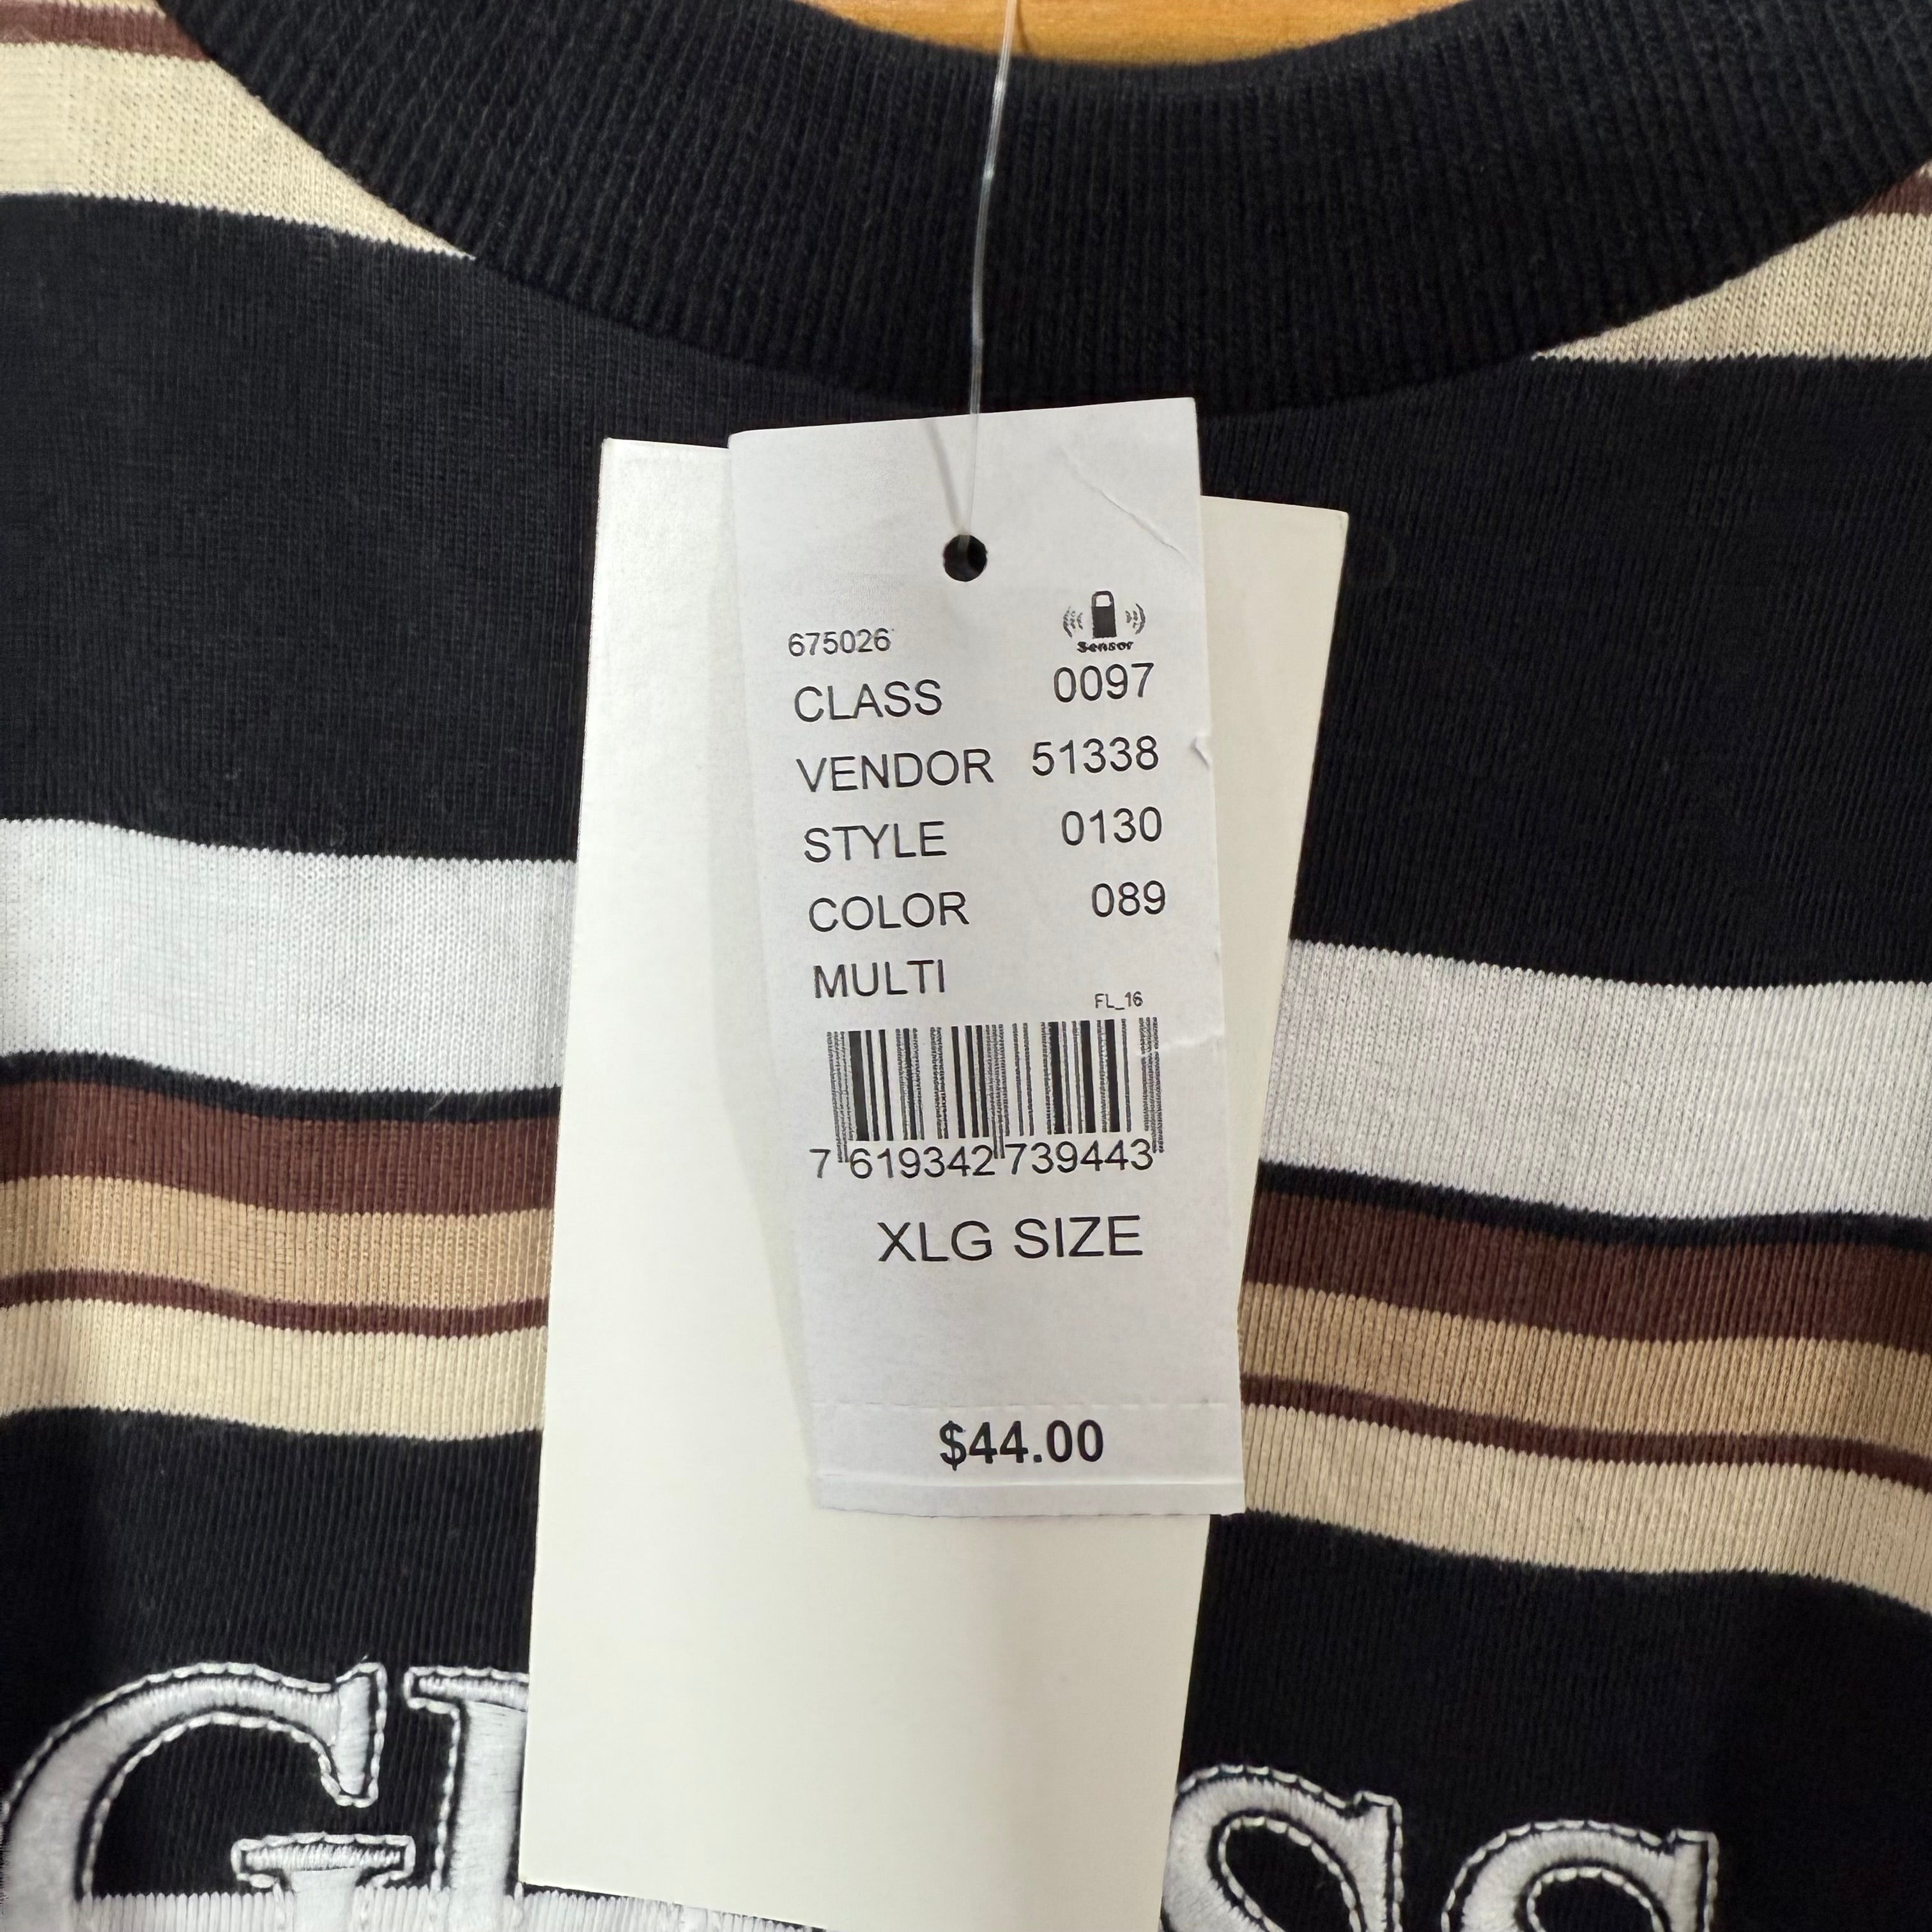 675026
Sensor
CLASS 0097
VENDOR 51338
STYLE 0130
COLOR 089
MULTI
FL_16
7 619342 739443
XLG SIZE
$44.00